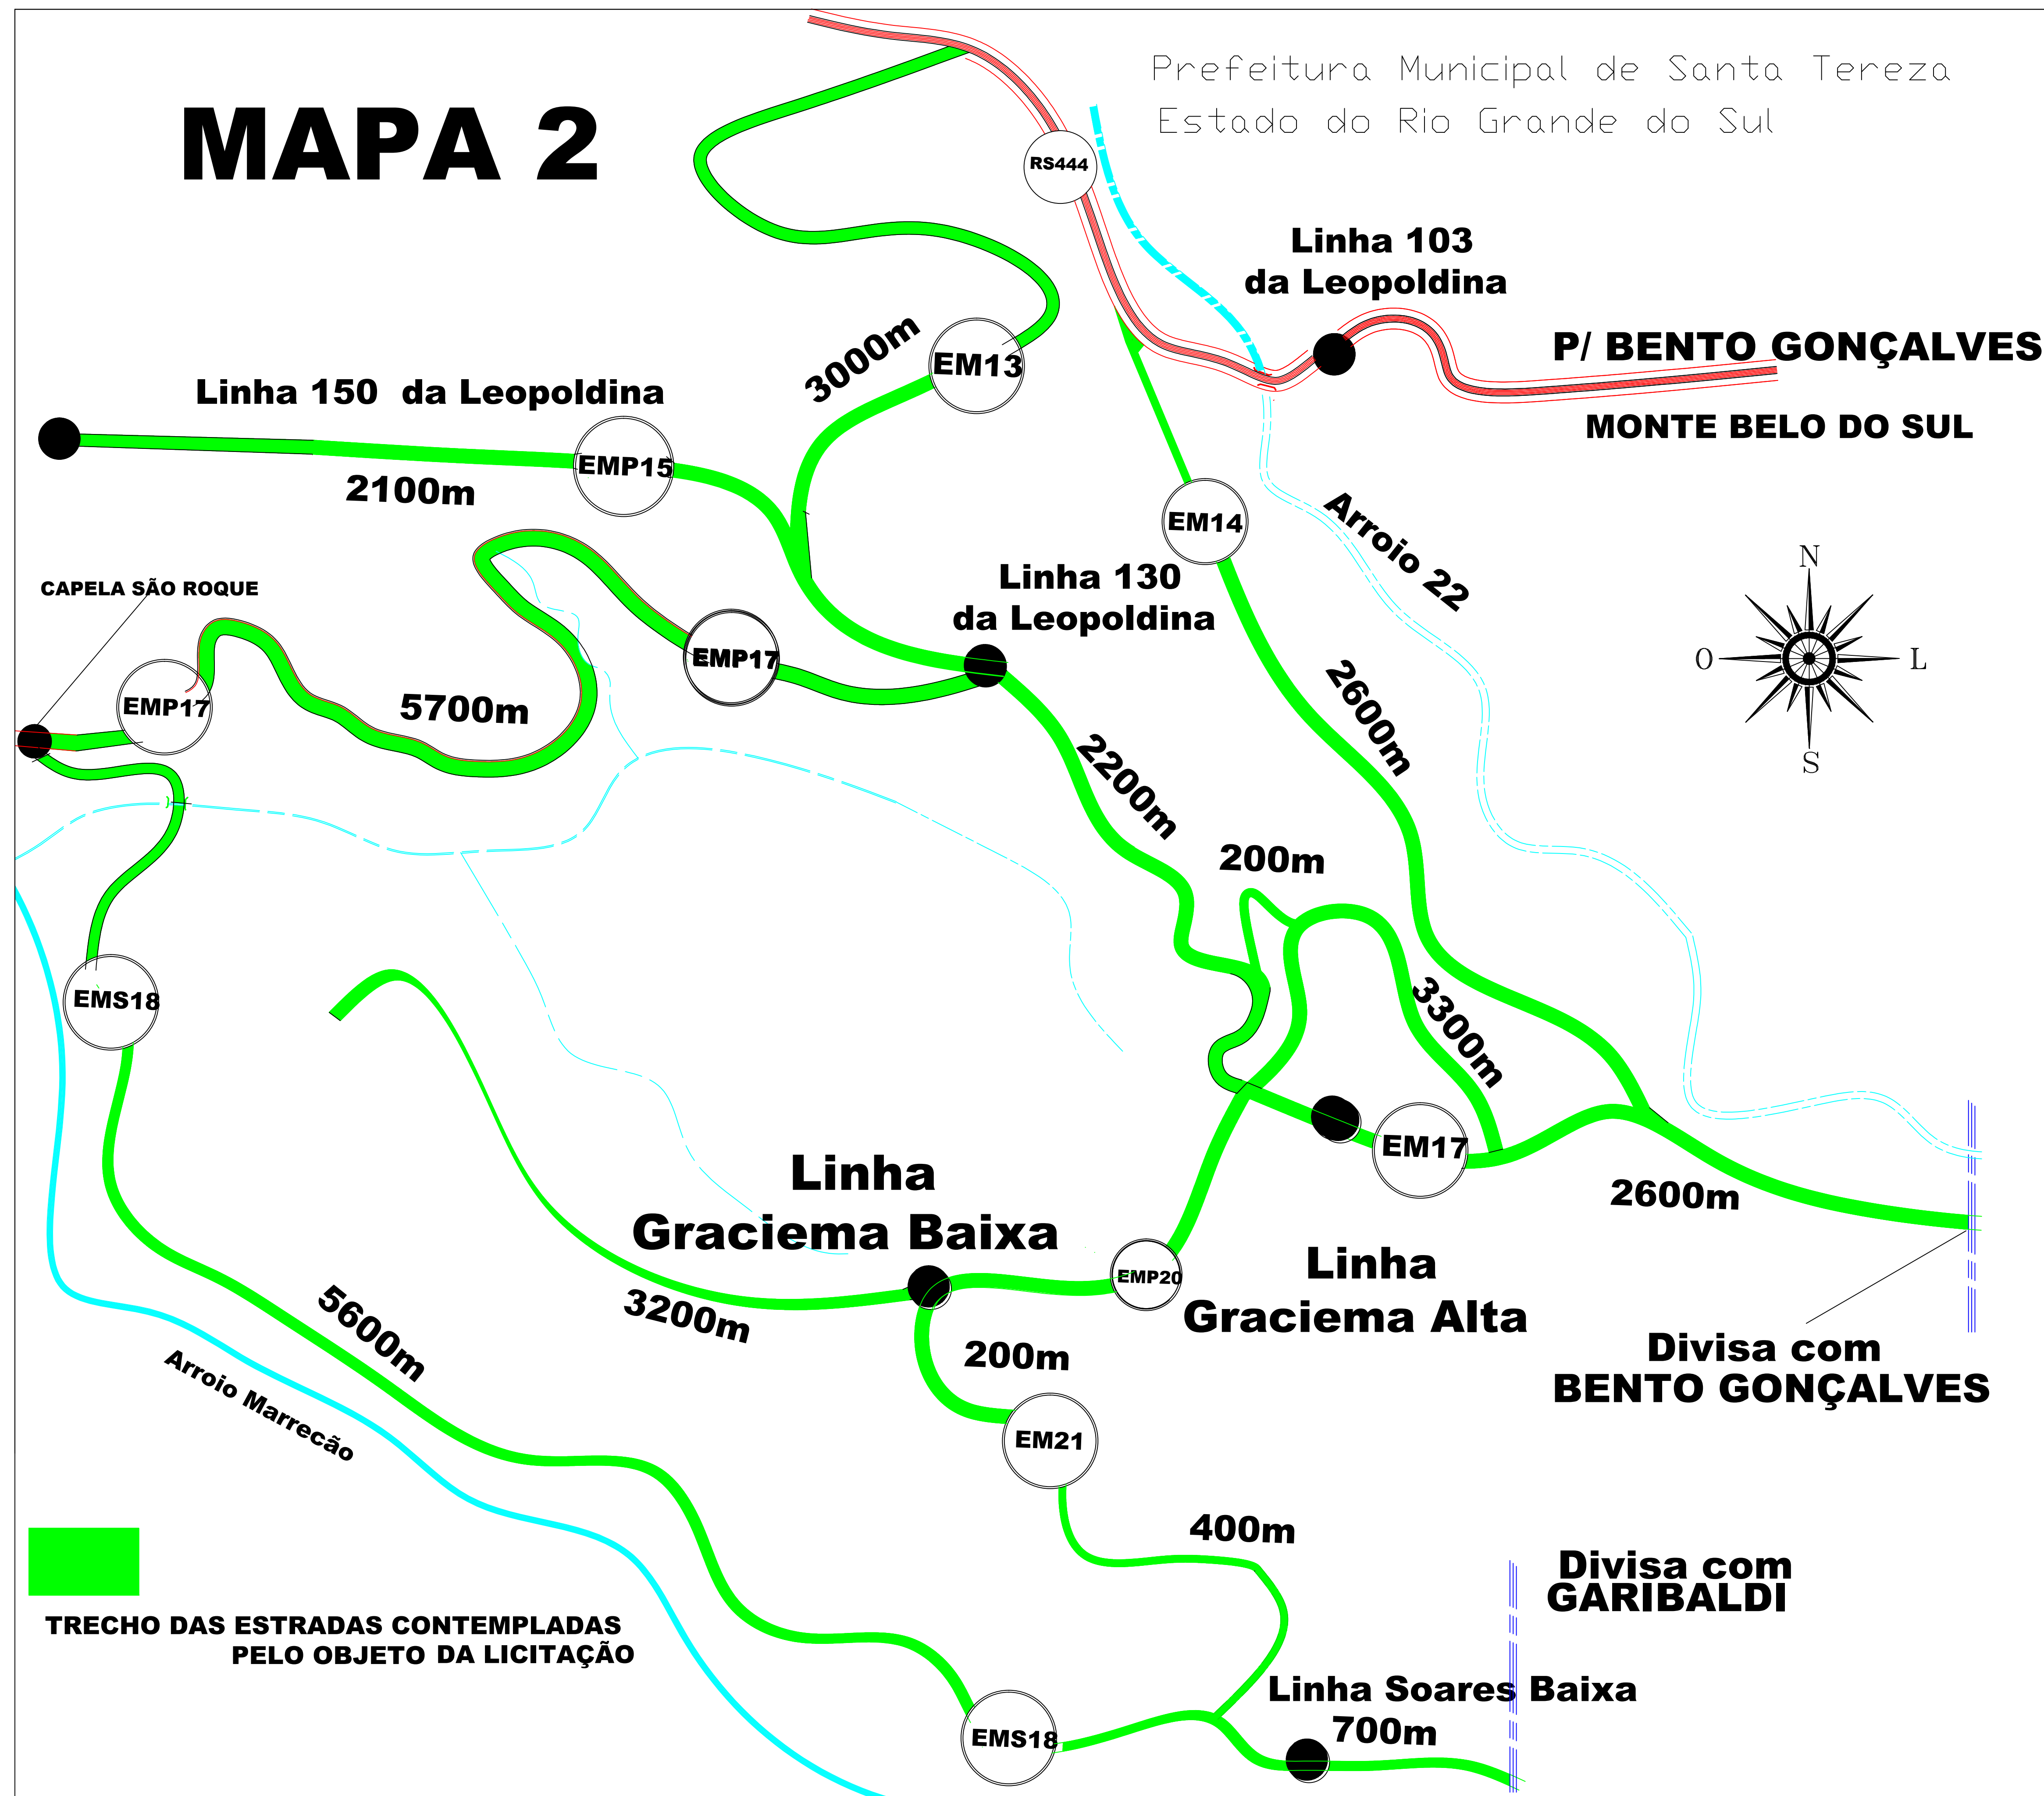 Prefeitura Municipal de Santa Tereza
Estado do Rio Grande do Sul
MAPA 2
RS444
Linha 103
da Leopoldina
P/ BENTO GONÇALVES
MONTE BELO DO SUL
3000m
EM13
Linha 150 da Leopoldina
EMP15
2100m
EM14
Arroio 22
N
O
L
S
CAPELA SÃO ROQUE
Linha 130
da Leopoldina
EMP17
EMP17
5700m
2600m
2200m
200m
EMS18
3300m
EM17
2600m
Linha
Graciema Baixa
EMP20
Linha
Graciema Alta
3200m
200m
5600m
Arroio Marrecão
Divisa com
BENTO GONÇALVES
EM21
400m
Divisa com
GARIBALDI
TRECHO DAS ESTRADAS CONTEMPLADAS
PELO OBJETO DA LICITAÇÃO
Linha Soares Baixa
700m
EMS18